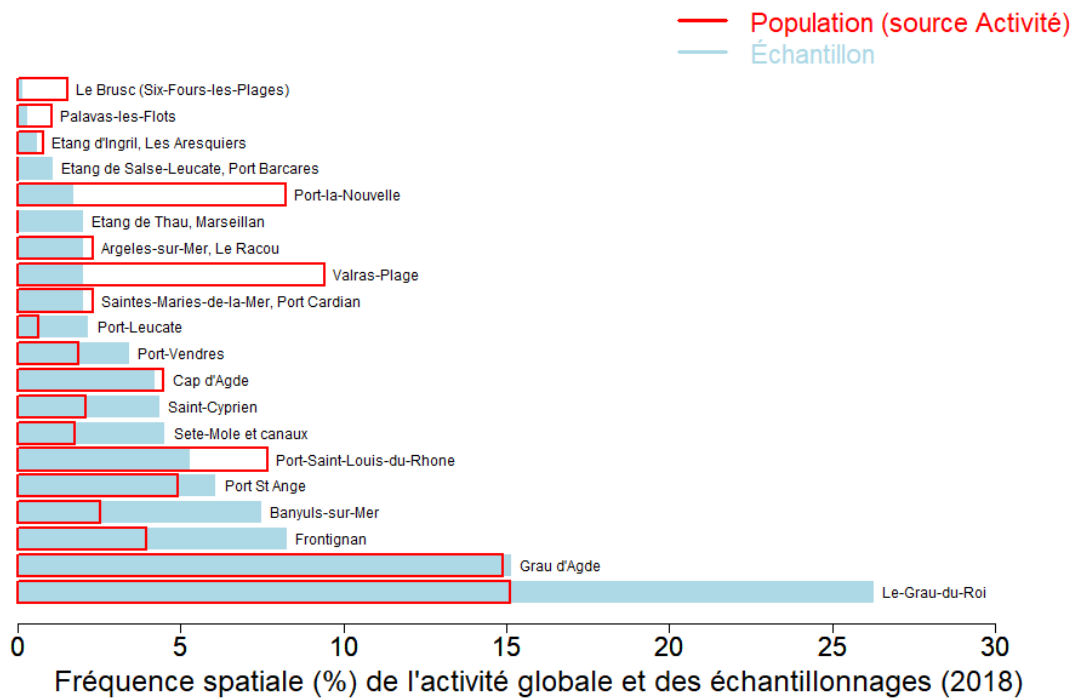 Population (source Activité)
Échantillon
Le Brusc (Six-Fours-les-Plages)
Palavas-les-Flots
Etang d'Ingril, Les Aresquiers
Etang de Salse-Leucate, Port Barcares
Port-la-Nouvelle
Etang de Thau, Marseillan
Argeles-sur-Mer, Le Racou
Valras-Plage
Saintes-Maries-de-la-Mer, Port Cardian
Port-Leucate
Port-Vendres
Cap d'Agde
Saint-Cyprien
Sete-Mole et canaux
Port-Saint-Louis-du-Rhone
Port St Ange
Banyuls-sur-Mer
Frontignan
Grau d'Agde
Le-Grau-du-Roi
0 5 10 15 20 25 30
Fréquence spatiale (%) de l'activité globale et des échantillonnages (2018)